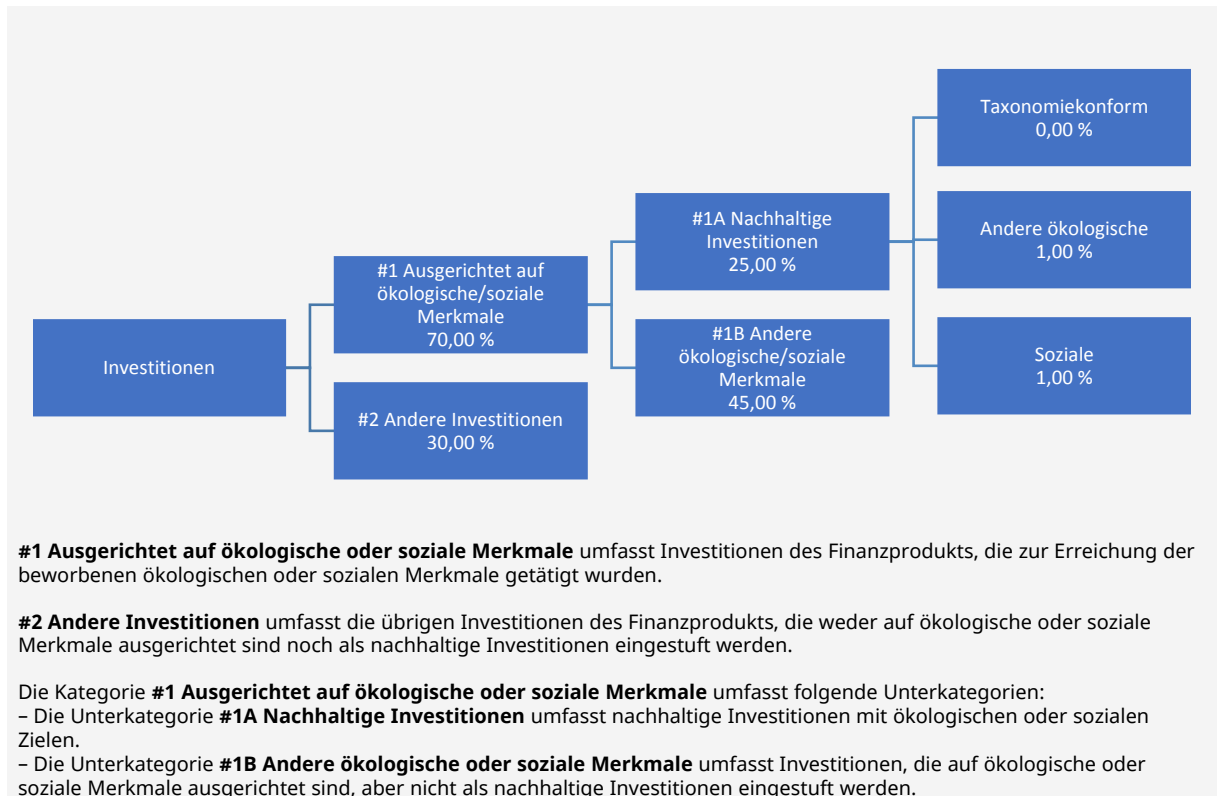 Investitionen
#1 Ausgerichtet auf
ökologische/soziale
Merkmale
70,00 %
#2 Andere Investitionen
30,00 %
#1A Nachhaltige
Investitionen
25,00 %
#1B Andere
ökologische/soziale
Merkmale
45,00 %
Taxonomiekonform
0,00 %
Andere ökologische
1,00 %
Soziale
1,00 %
#1 Ausgerichtet auf ökologische oder soziale Merkmale umfasst Investitionen des Finanzprodukts, die zur Erreichung der
beworbenen ökologischen oder sozialen Merkmale getätigt wurden.
#2 Andere Investitionen umfasst die übrigen Investitionen des Finanzprodukts, die weder auf ökologische oder soziale
Merkmale ausgerichtet sind noch als nachhaltige Investitionen eingestuft werden.
Die Kategorie #1 Ausgerichtet auf ökologische oder soziale Merkmale umfasst folgende Unterkategorien:
– Die Unterkategorie #1A Nachhaltige Investitionen umfasst nachhaltige Investitionen mit ökologischen oder sozialen
Zielen.
– Die Unterkategorie #1B Andere ökologische oder soziale Merkmale umfasst Investitionen, die auf ökologische oder
soziale Merkmale ausgerichtet sind, aber nicht als nachhaltige Investitionen eingestuft werden.